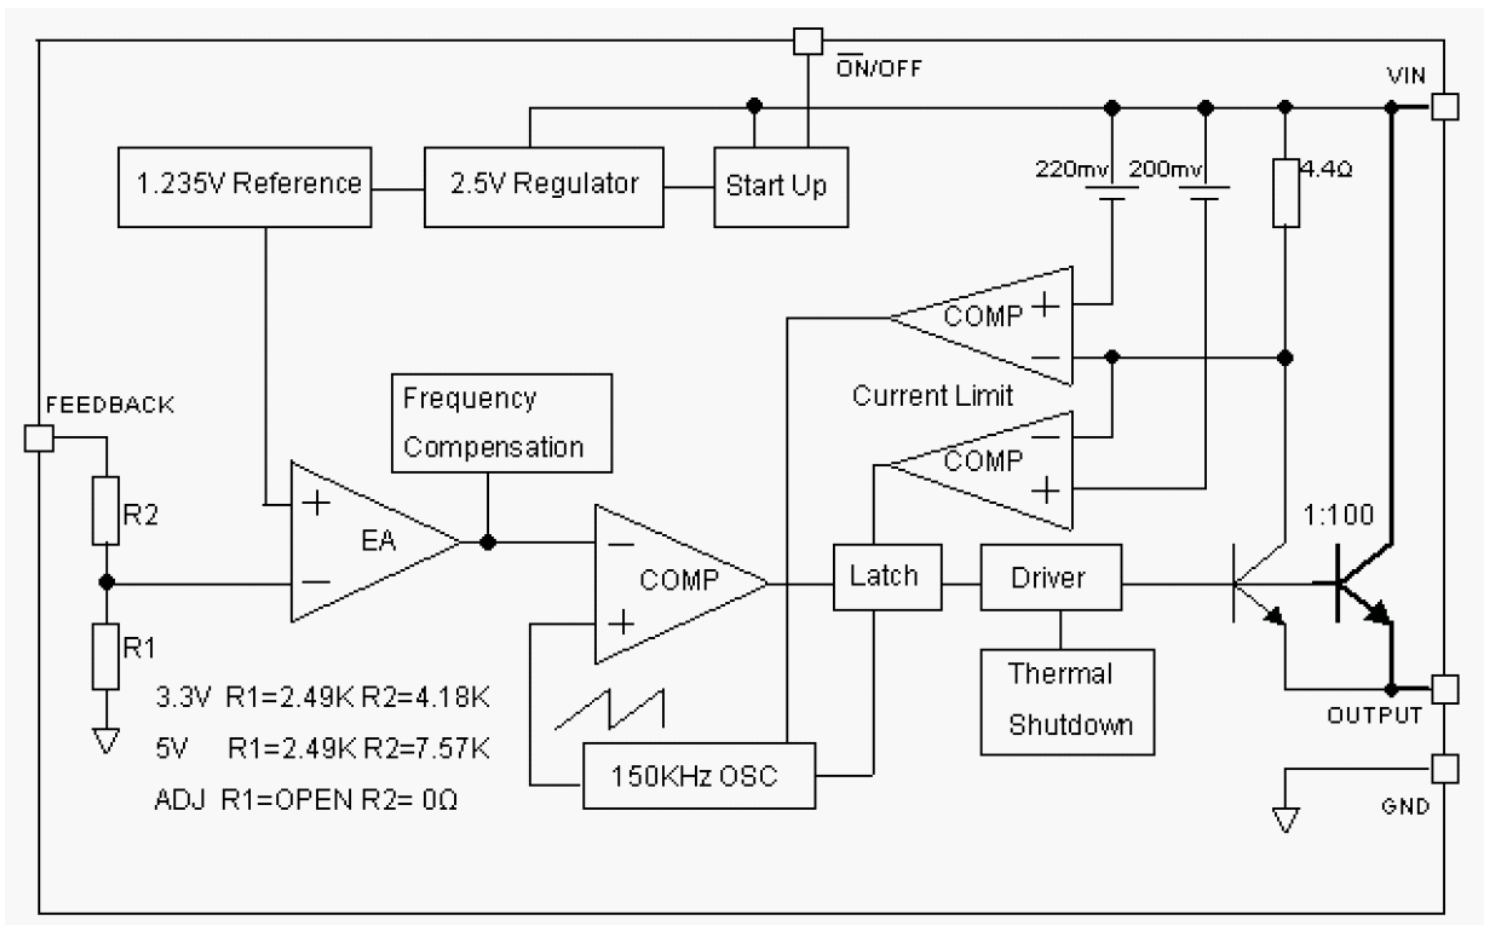 ON/OFF
VIN
1.235V Reference
2.5V Regulator
Start Up
220mv
200mv
4.4Ω
+
COMP
−
Current Limit
−
COMP
+
FEEDBACK
Frequency
Compensation
R2
+
EA
−
−
COMP
+
Latch
Driver
1:100
R1
Thermal
Shutdown
3.3V R1=2.49K R2=4.18K
5V R1=2.49K R2=7.57K
ADJ R1=OPEN R2= 0Ω
150KHz OSC
OUTPUT
GND